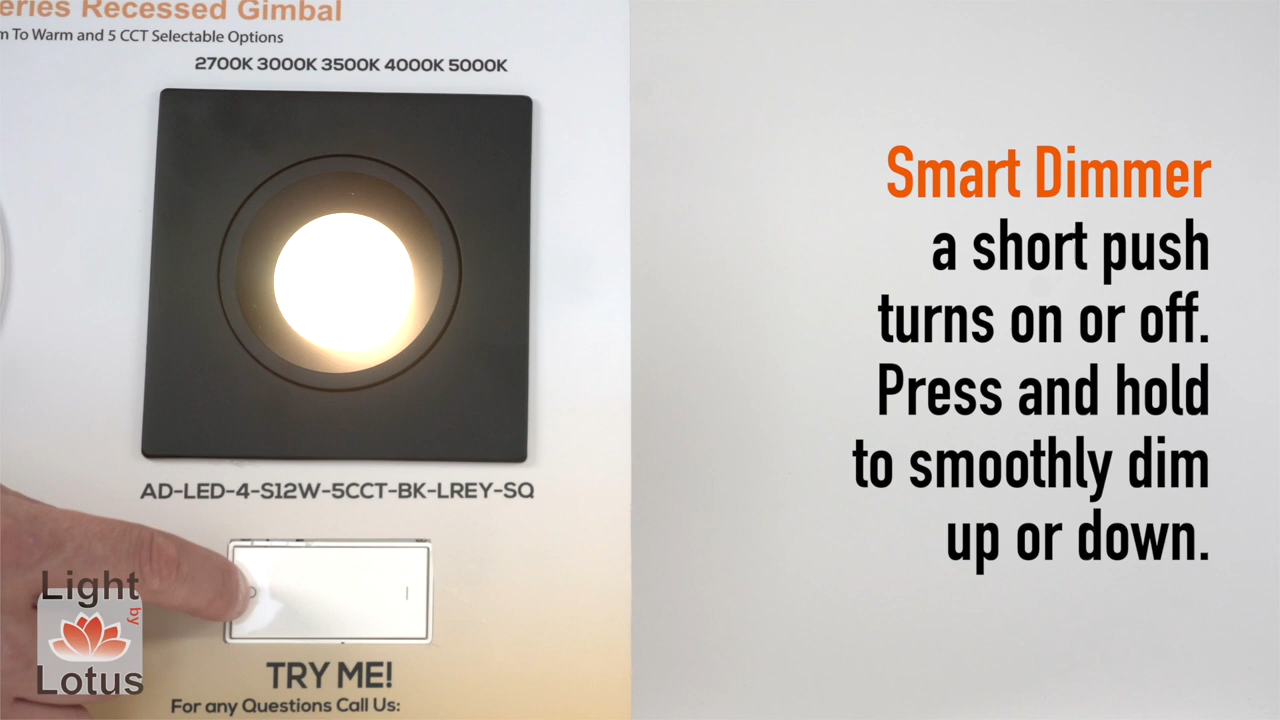 eries Recessed Gimbal
m To Warm and 5 CCT Selectable Options
2700K 3000K 3500K 4000K 5000K
AD-LED-4-S12W-5CCT-BK-LREY-SQ
TRY ME!
For any Questions Call Us:
Light
by
Lotus
Smart Dimmer
a short push
turns on or off.
Press and hold
to smoothly dim
up or down.